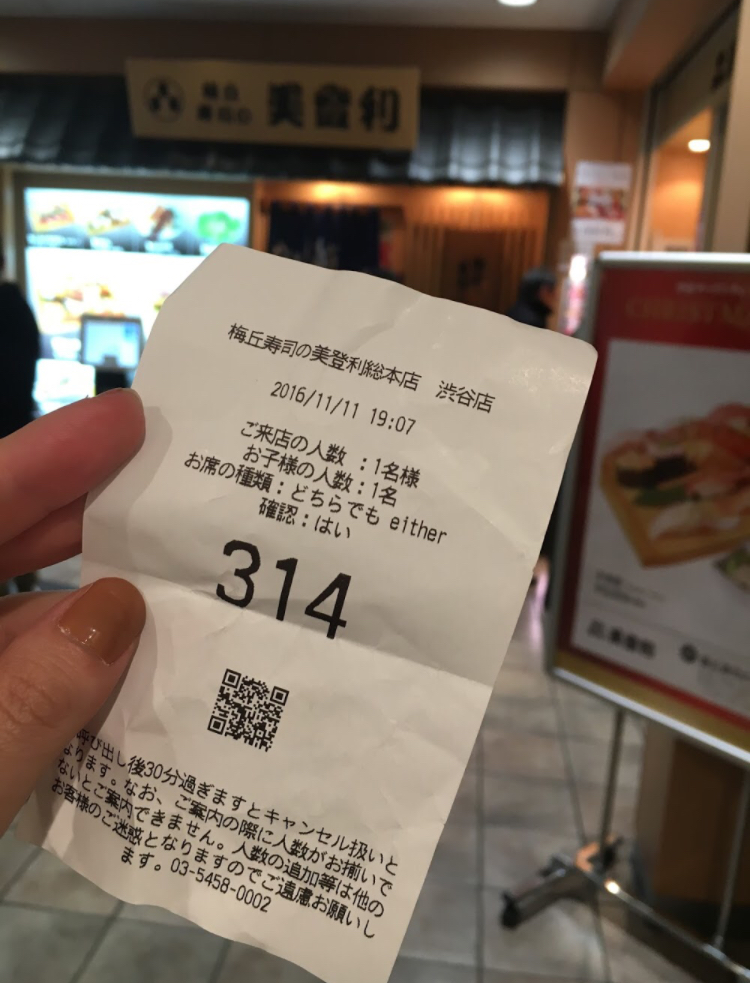 美登利
CHRISTM
梅丘寿司の美登利総本店 渋谷店
2016/11/11 19:07
ご来店の人数 :1名様
お子様の人数:1名
お席の種類:どちらでも either
確認:はい
314
呼び出し後30分過ぎますとキャンセル扱いと
なります。なお、ご案内の際に人数がお揃いで
ないとご案内できません。人数の追加等は他の
お客様のご迷惑となりますのでご遠慮お願いし
ます。03-5458-0002